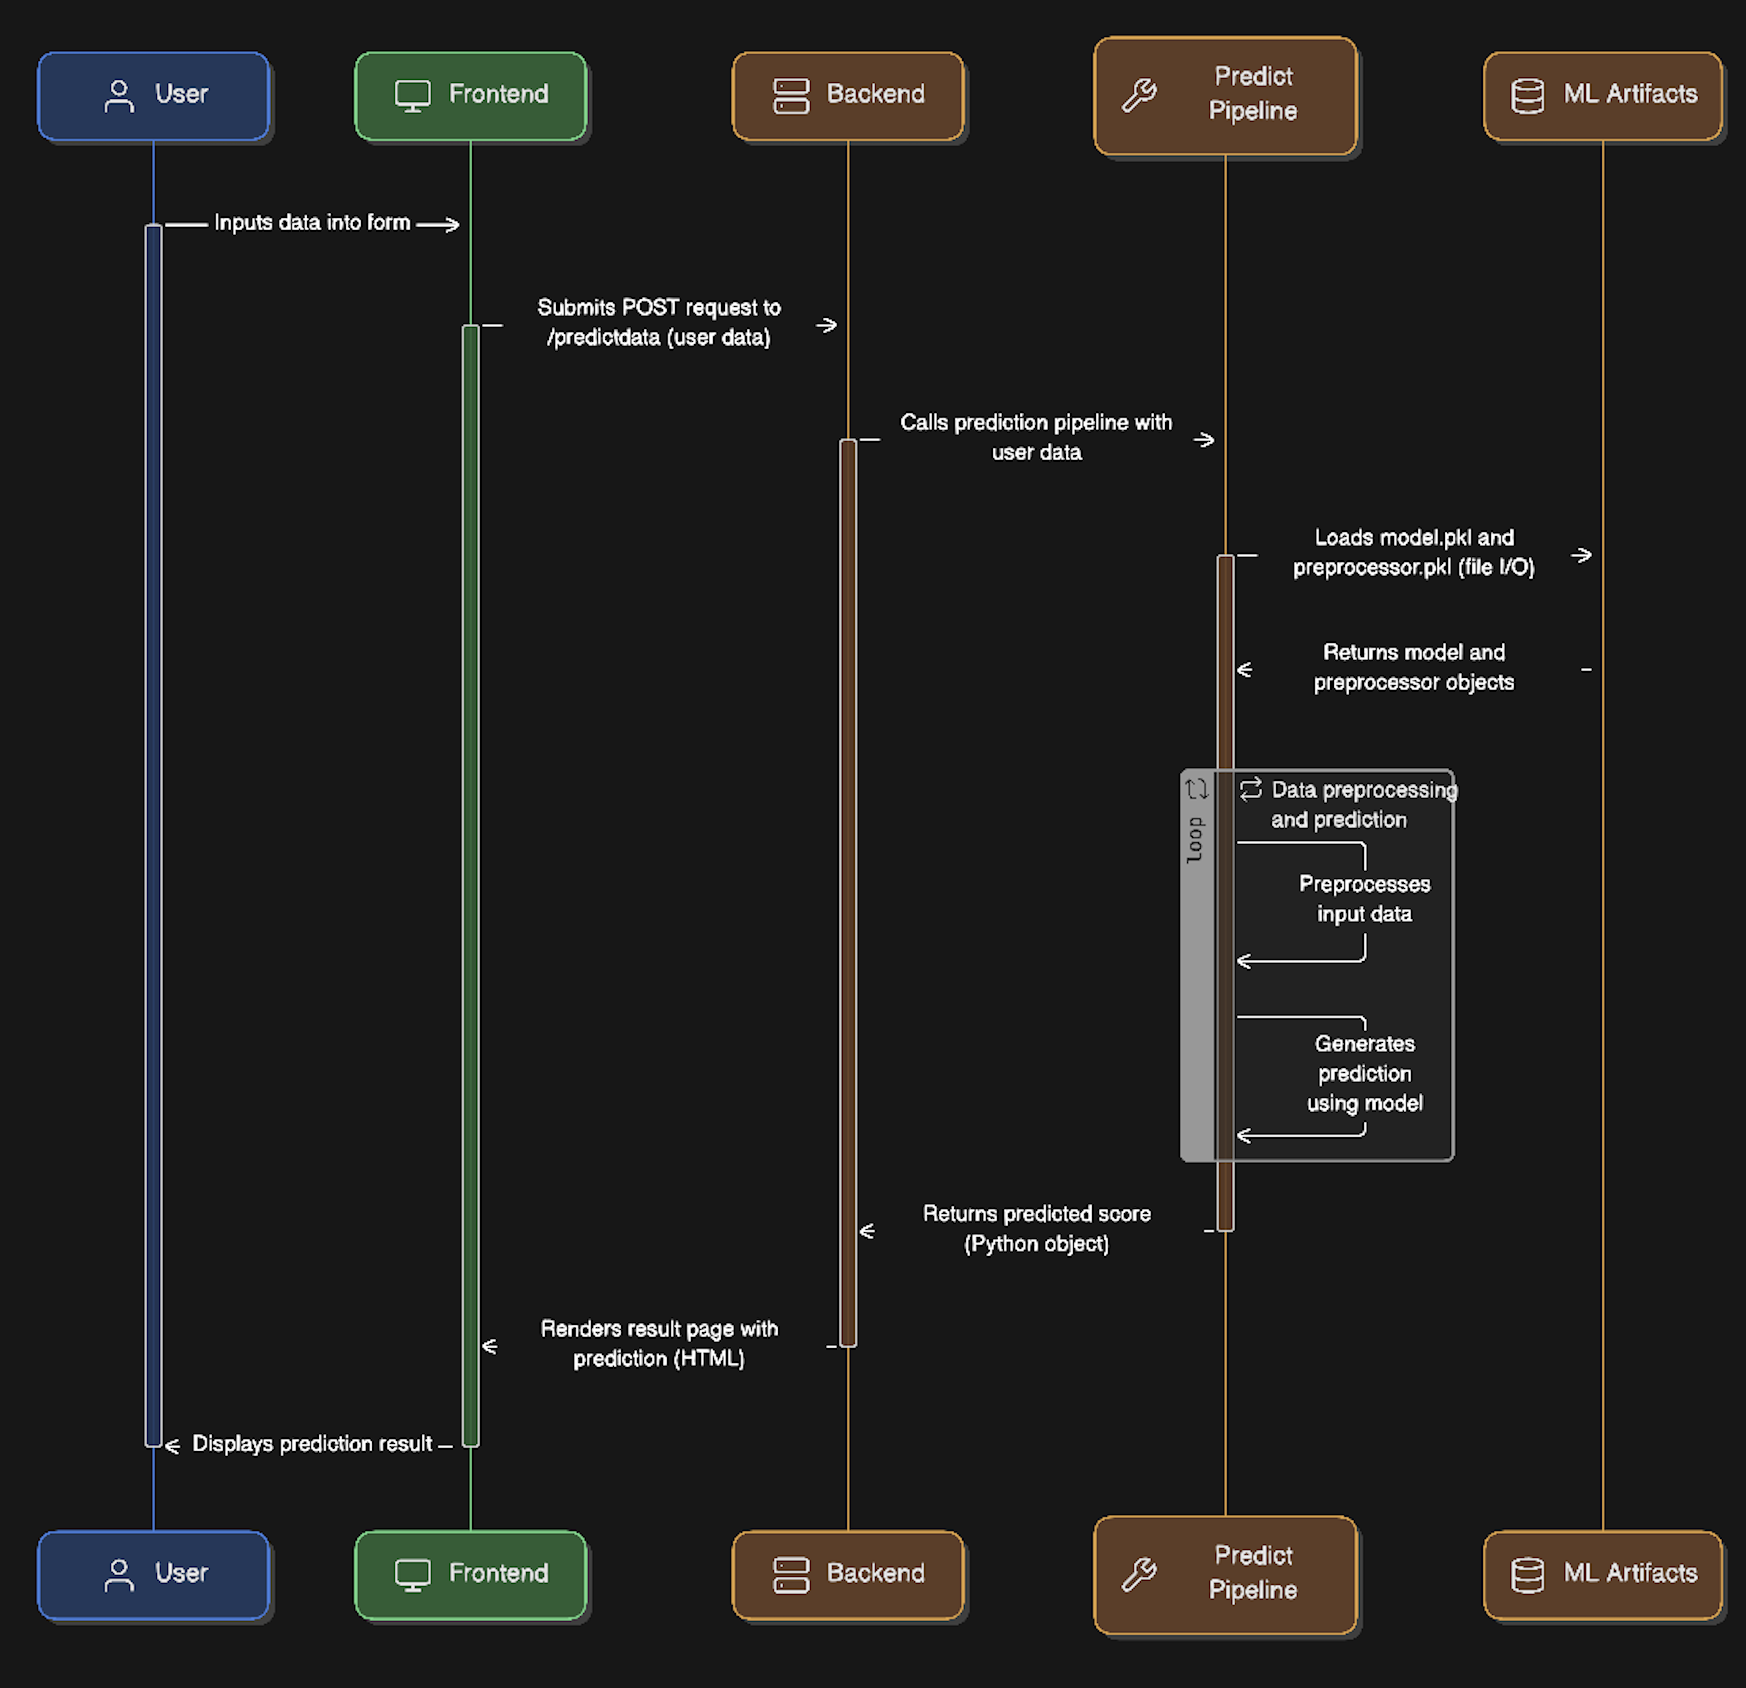 User
Frontend
Backend
Predict
Pipeline
ML Artifacts
Inputs data into form
Submits POST request to
/predictdata (user data)
Calls prediction pipeline with
user data
Loads model.pkl and
preprocessor.pkl (file I/O)
Returns model and
preprocessor objects
loop
Data preprocessing
and prediction
Preprocesses
input data
Generates
prediction
using model
Returns predicted score
(Python object)
Renders result page with
prediction (HTML)
Displays prediction result
User
Frontend
Backend
Predict
Pipeline
ML Artifacts